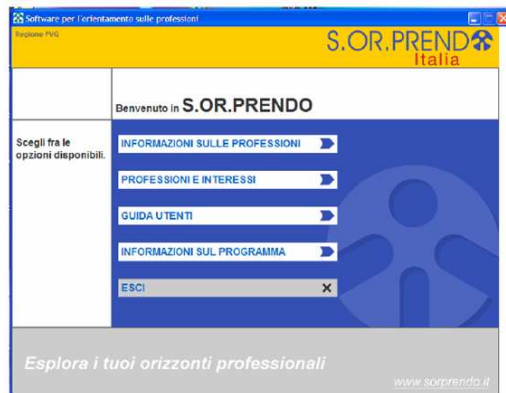 Software per l'orientamento sulle professioni
Regione FVG
S.OR.PRENDO
Italia
Benvenuto in S.OR.PRENDO
Scegli fra le
opzioni disponibili.
INFORMAZIONI SULLE PROFESSIONI
PROFESSIONI E INTERESSI
GUIDA UTENTI
INFORMAZIONI SUL PROGRAMMA
ESCI
Esplora i tuoi orizzonti professionali
www.sorprendo.it